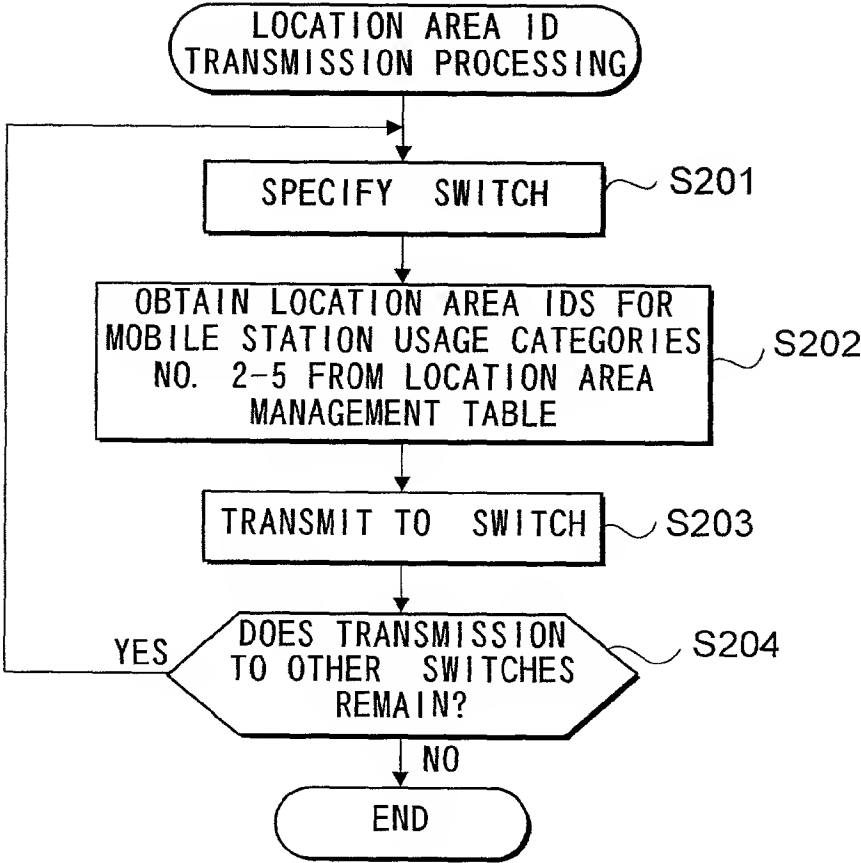 LOCATION AREA ID
TRANSMISSION PROCESSING
SPECIFY SWITCH
S201
OBTAIN LOCATION AREA IDS FOR
MOBILE STATION USAGE CATEGORIES
NO. 2-5 FROM LOCATION AREA
MANAGEMENT TABLE
S202
TRANSMIT TO SWITCH
S203
DOES TRANSMISSION
TO OTHER SWITCHES
REMAIN?
S204
YES
NO
END